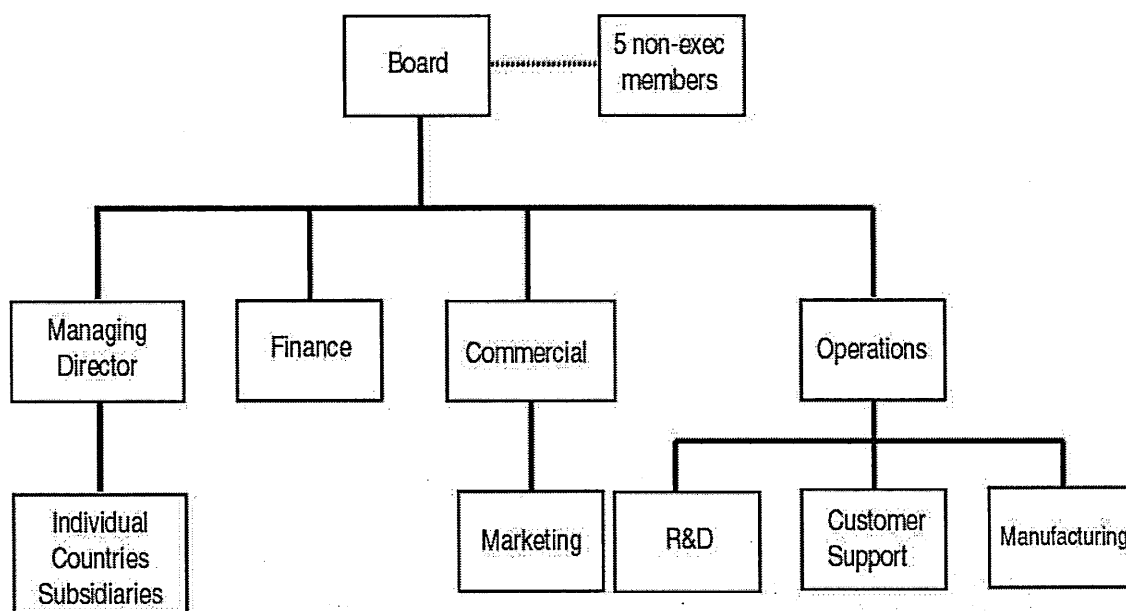 Board
5 non-exec
members
Managing
Director
Finance
Commercial
Operations
Individual
Countries
Subsidiaries
Marketing
R&D
Customer
Support
Manufacturing